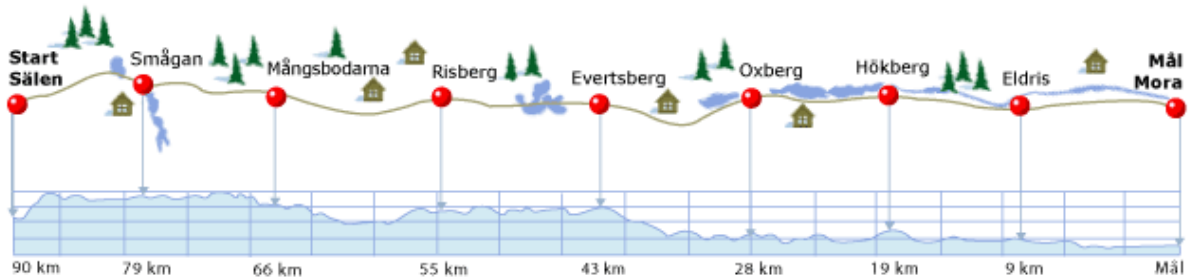 Start
Sälen
Smågan
Mångsbodarna
Risberg
Evertsberg
Oxberg
Hökberg
Eldris
Mål
Mora
90 km
79 km
66 km
55 km
43 km
28 km
19 km
9 km
Mål